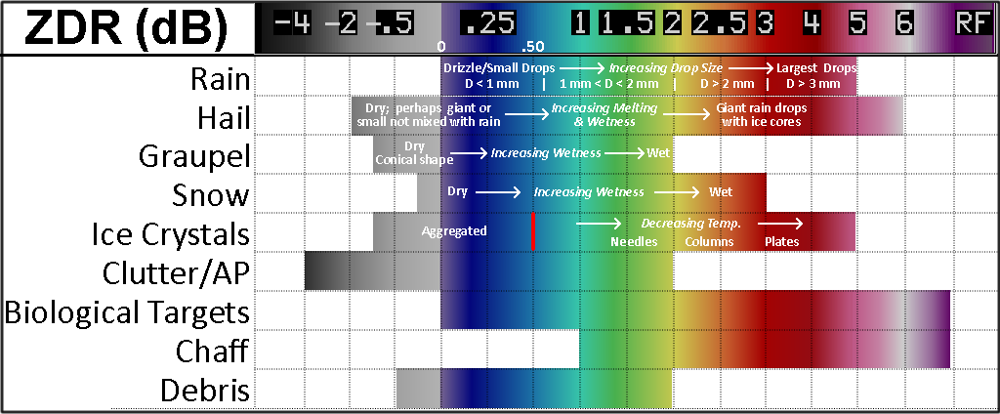 ZDR (dB)
-4 -2 -.5 .25 1 1.5 2 2.5 3 4 5 6 RF
0 .50
Rain
Drizzle/Small Drops Increasing Drop Size Largest Drops
D < 1 mm | 1 mm < D < 2 mm | D > 2 mm | D > 3 mm
Hail
Dry; perhaps giant or
small not mixed with rain
Increasing Melting
& Wetness
Giant rain drops
with ice cores
Graupel
Dry
Conical shape
Increasing Wetness
Wet
Snow
Dry Increasing Wetness Wet
Ice Crystals
Aggregated
Decreasing Temp.
Needles Columns Plates
Clutter/AP
Biological Targets
Chaff
Debris